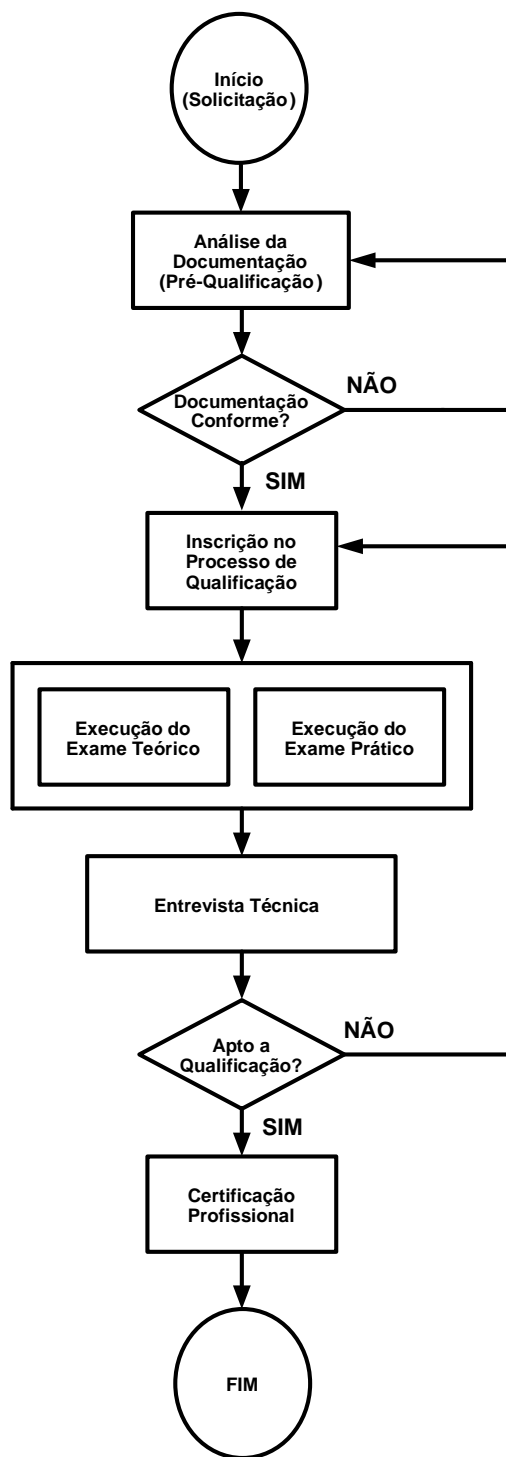 Início
(Solicitação)
Análise da
Documentação
(Pré-Qualificação)
Documentação
Conforme?
NÃO
SIM
Inscrição no
Processo de
Qualificação
Execução do
Exame Teórico
Execução do
Exame Prático
Entrevista Técnica
Apto a
Qualificação?
NÃO
SIM
Certificação
Profissional
FIM